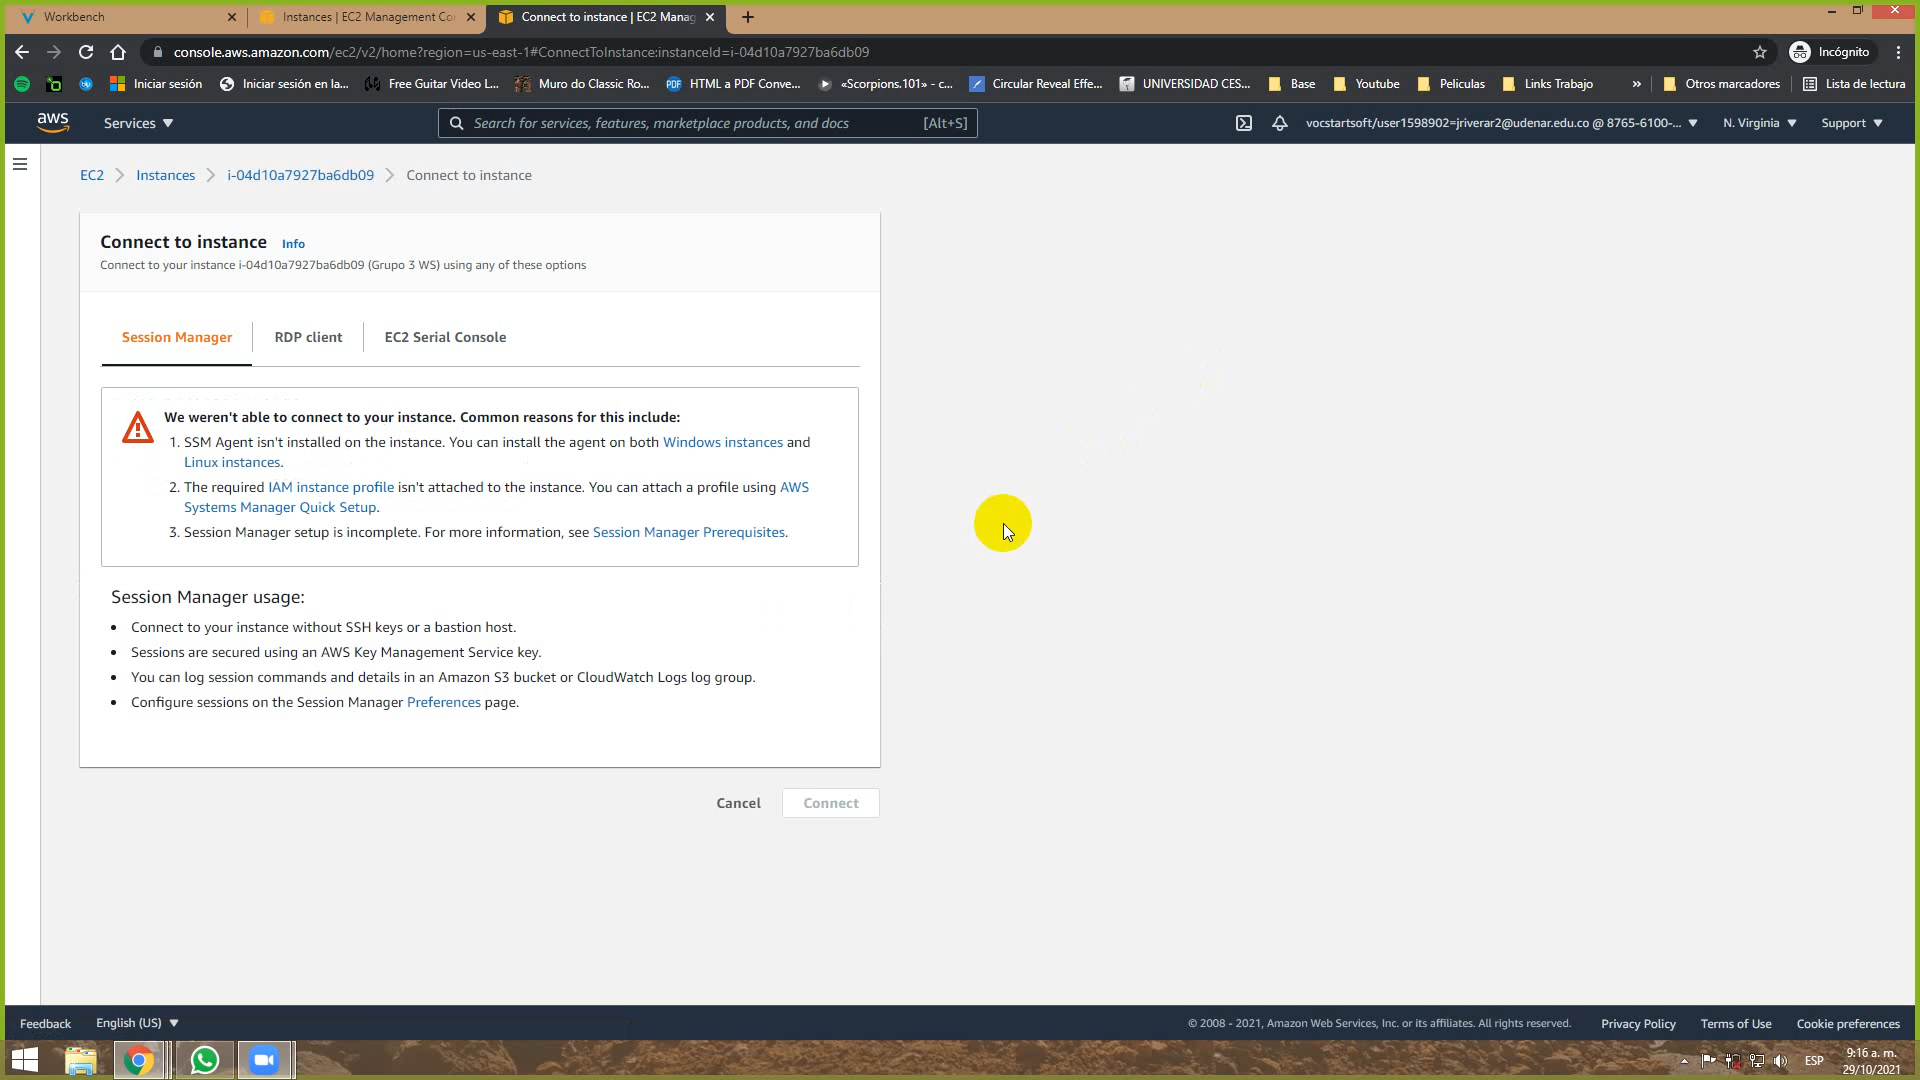 Workbench
Instances | EC2 Management Co
Connect to instance | EC2 Manag
console.aws.amazon.com/ec2/v2/home?region=us-east-1#ConnectToInstance:instanceId=i-04d10a7927ba6db09
Incógnito
Iniciar sesión
Iniciar sesión en la...
Free Guitar Video L...
Muro do Classic Ro...
HTML a PDF Conve...
«Scorpions.101» - c...
Circular Reveal Effe...
UNIVERSIDAD CES...
Base
Youtube
Peliculas
Links Trabajo
»
Otros marcadores
Lista de lectura
aws
Services
Search for services, features, marketplace products, and docs
[Alt+S]
vocstartsoft/user1598902=jriverar2@udenar.edu.co @ 8765-6100-...
N. Virginia
Support
EC2
Instances
i-04d10a7927ba6db09
Connect to instance
Connect to instance
Info
Connect to your instance i-04d10a7927ba6db09 (Grupo 3 WS) using any of these options
Session Manager
RDP client
EC2 Serial Console
We weren't able to connect to your instance. Common reasons for this include:
1. SSM Agent isn't installed on the instance. You can install the agent on both Windows instances and
Linux instances.
2. The required IAM instance profile isn't attached to the instance. You can attach a profile using AWS
Systems Manager Quick Setup.
3. Session Manager setup is incomplete. For more information, see Session Manager Prerequisites.
Session Manager usage:
• Connect to your instance without SSH keys or a bastion host.
• Sessions are secured using an AWS Key Management Service key.
• You can log session commands and details in an Amazon S3 bucket or CloudWatch Logs log group.
• Configure sessions on the Session Manager Preferences page.
Cancel
Connect
Feedback
English (US)
© 2008 - 2021, Amazon Web Services, Inc. or its affiliates. All rights reserved.
Privacy Policy
Terms of Use
Cookie preferences
ESP
9:16 a. m.
29/10/2021